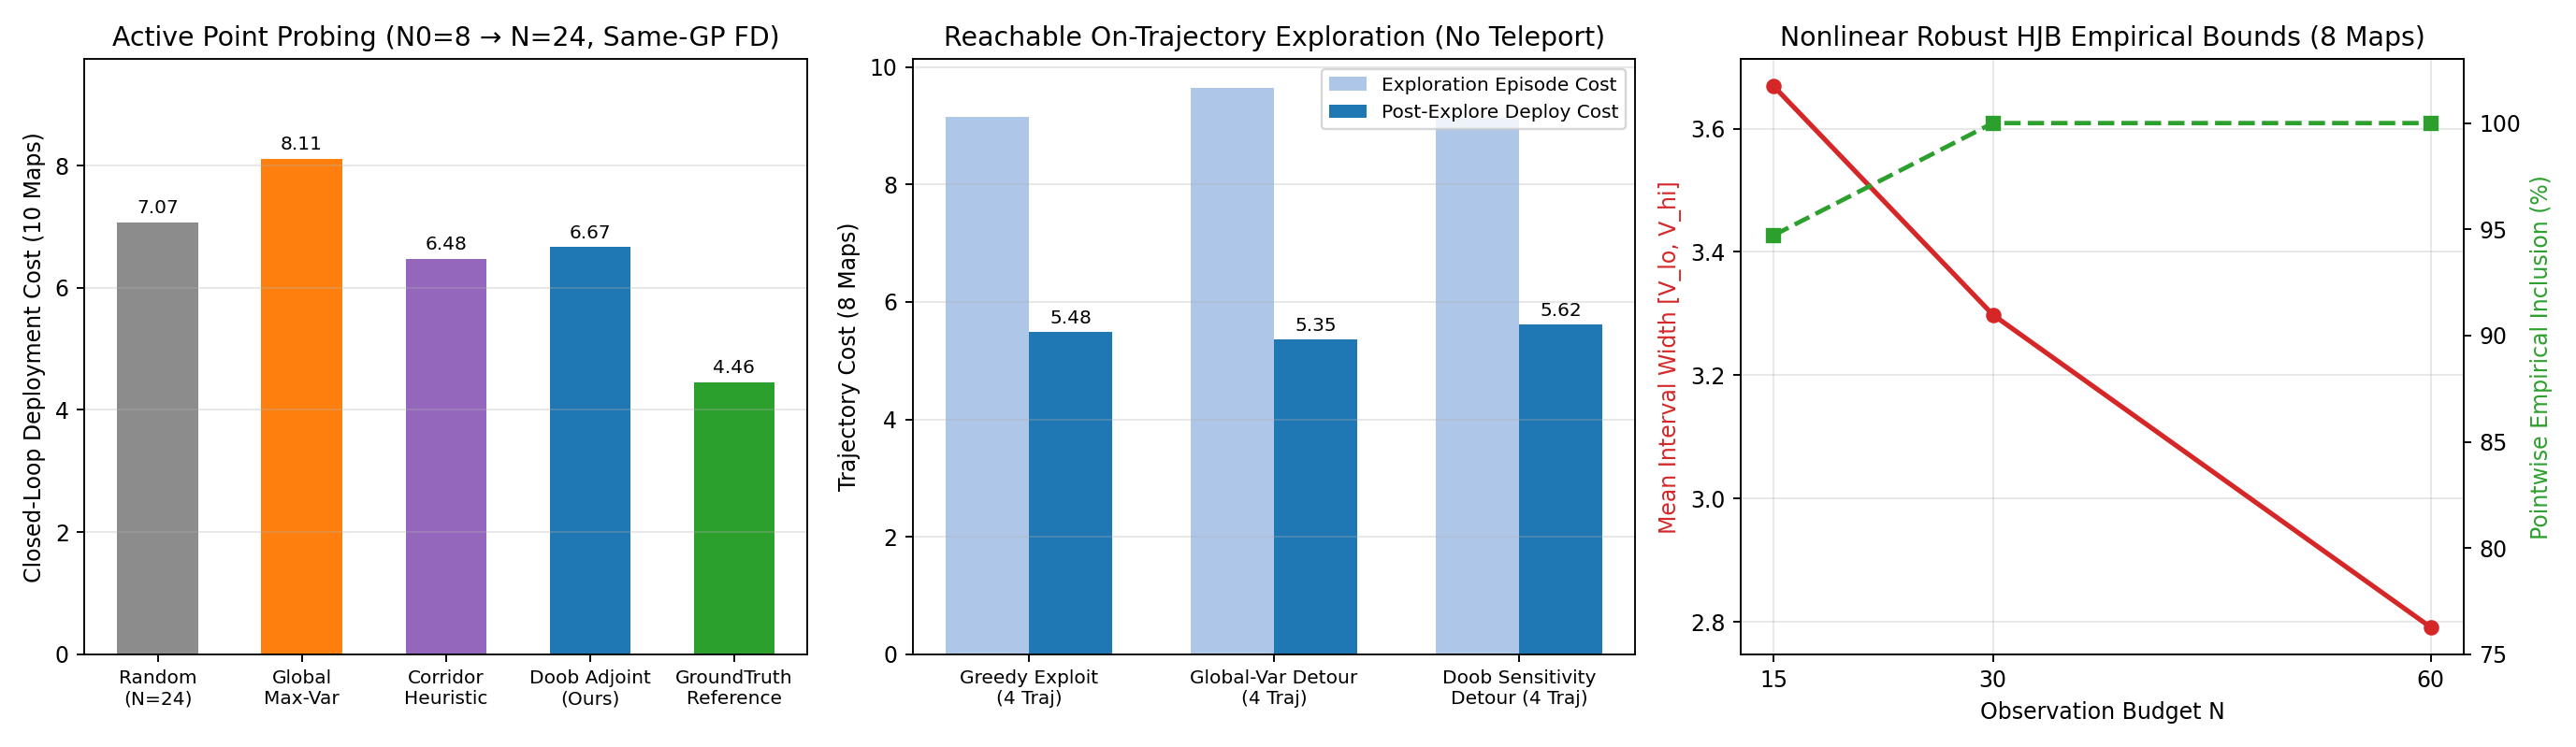 Active Point Probing (N0=8 → N=24, Same-GP FD)
Closed-Loop Deployment Cost (10 Maps)
8
6
4
2
0
7.07
8.11
6.48
6.67
4.46
Random
(N=24)
Global
Max-Var
Corridor
Heuristic
Doob Adjoint
(Ours)
GroundTruth
Reference
Reachable On-Trajectory Exploration (No Teleport)
Trajectory Cost (8 Maps)
10
8
6
4
2
0
Exploration Episode Cost
Post-Explore Deploy Cost
5.48
5.35
5.62
Greedy Exploit
(4 Traj)
Global-Var Detour
(4 Traj)
Doob Sensitivity
Detour (4 Traj)
Nonlinear Robust HJB Empirical Bounds (8 Maps)
Mean Interval Width [V_lo, V_hi]
3.6
3.4
3.2
3.0
2.8
100
95
90
85
80
75
Pointwise Empirical Inclusion (%)
15
30
60
Observation Budget N